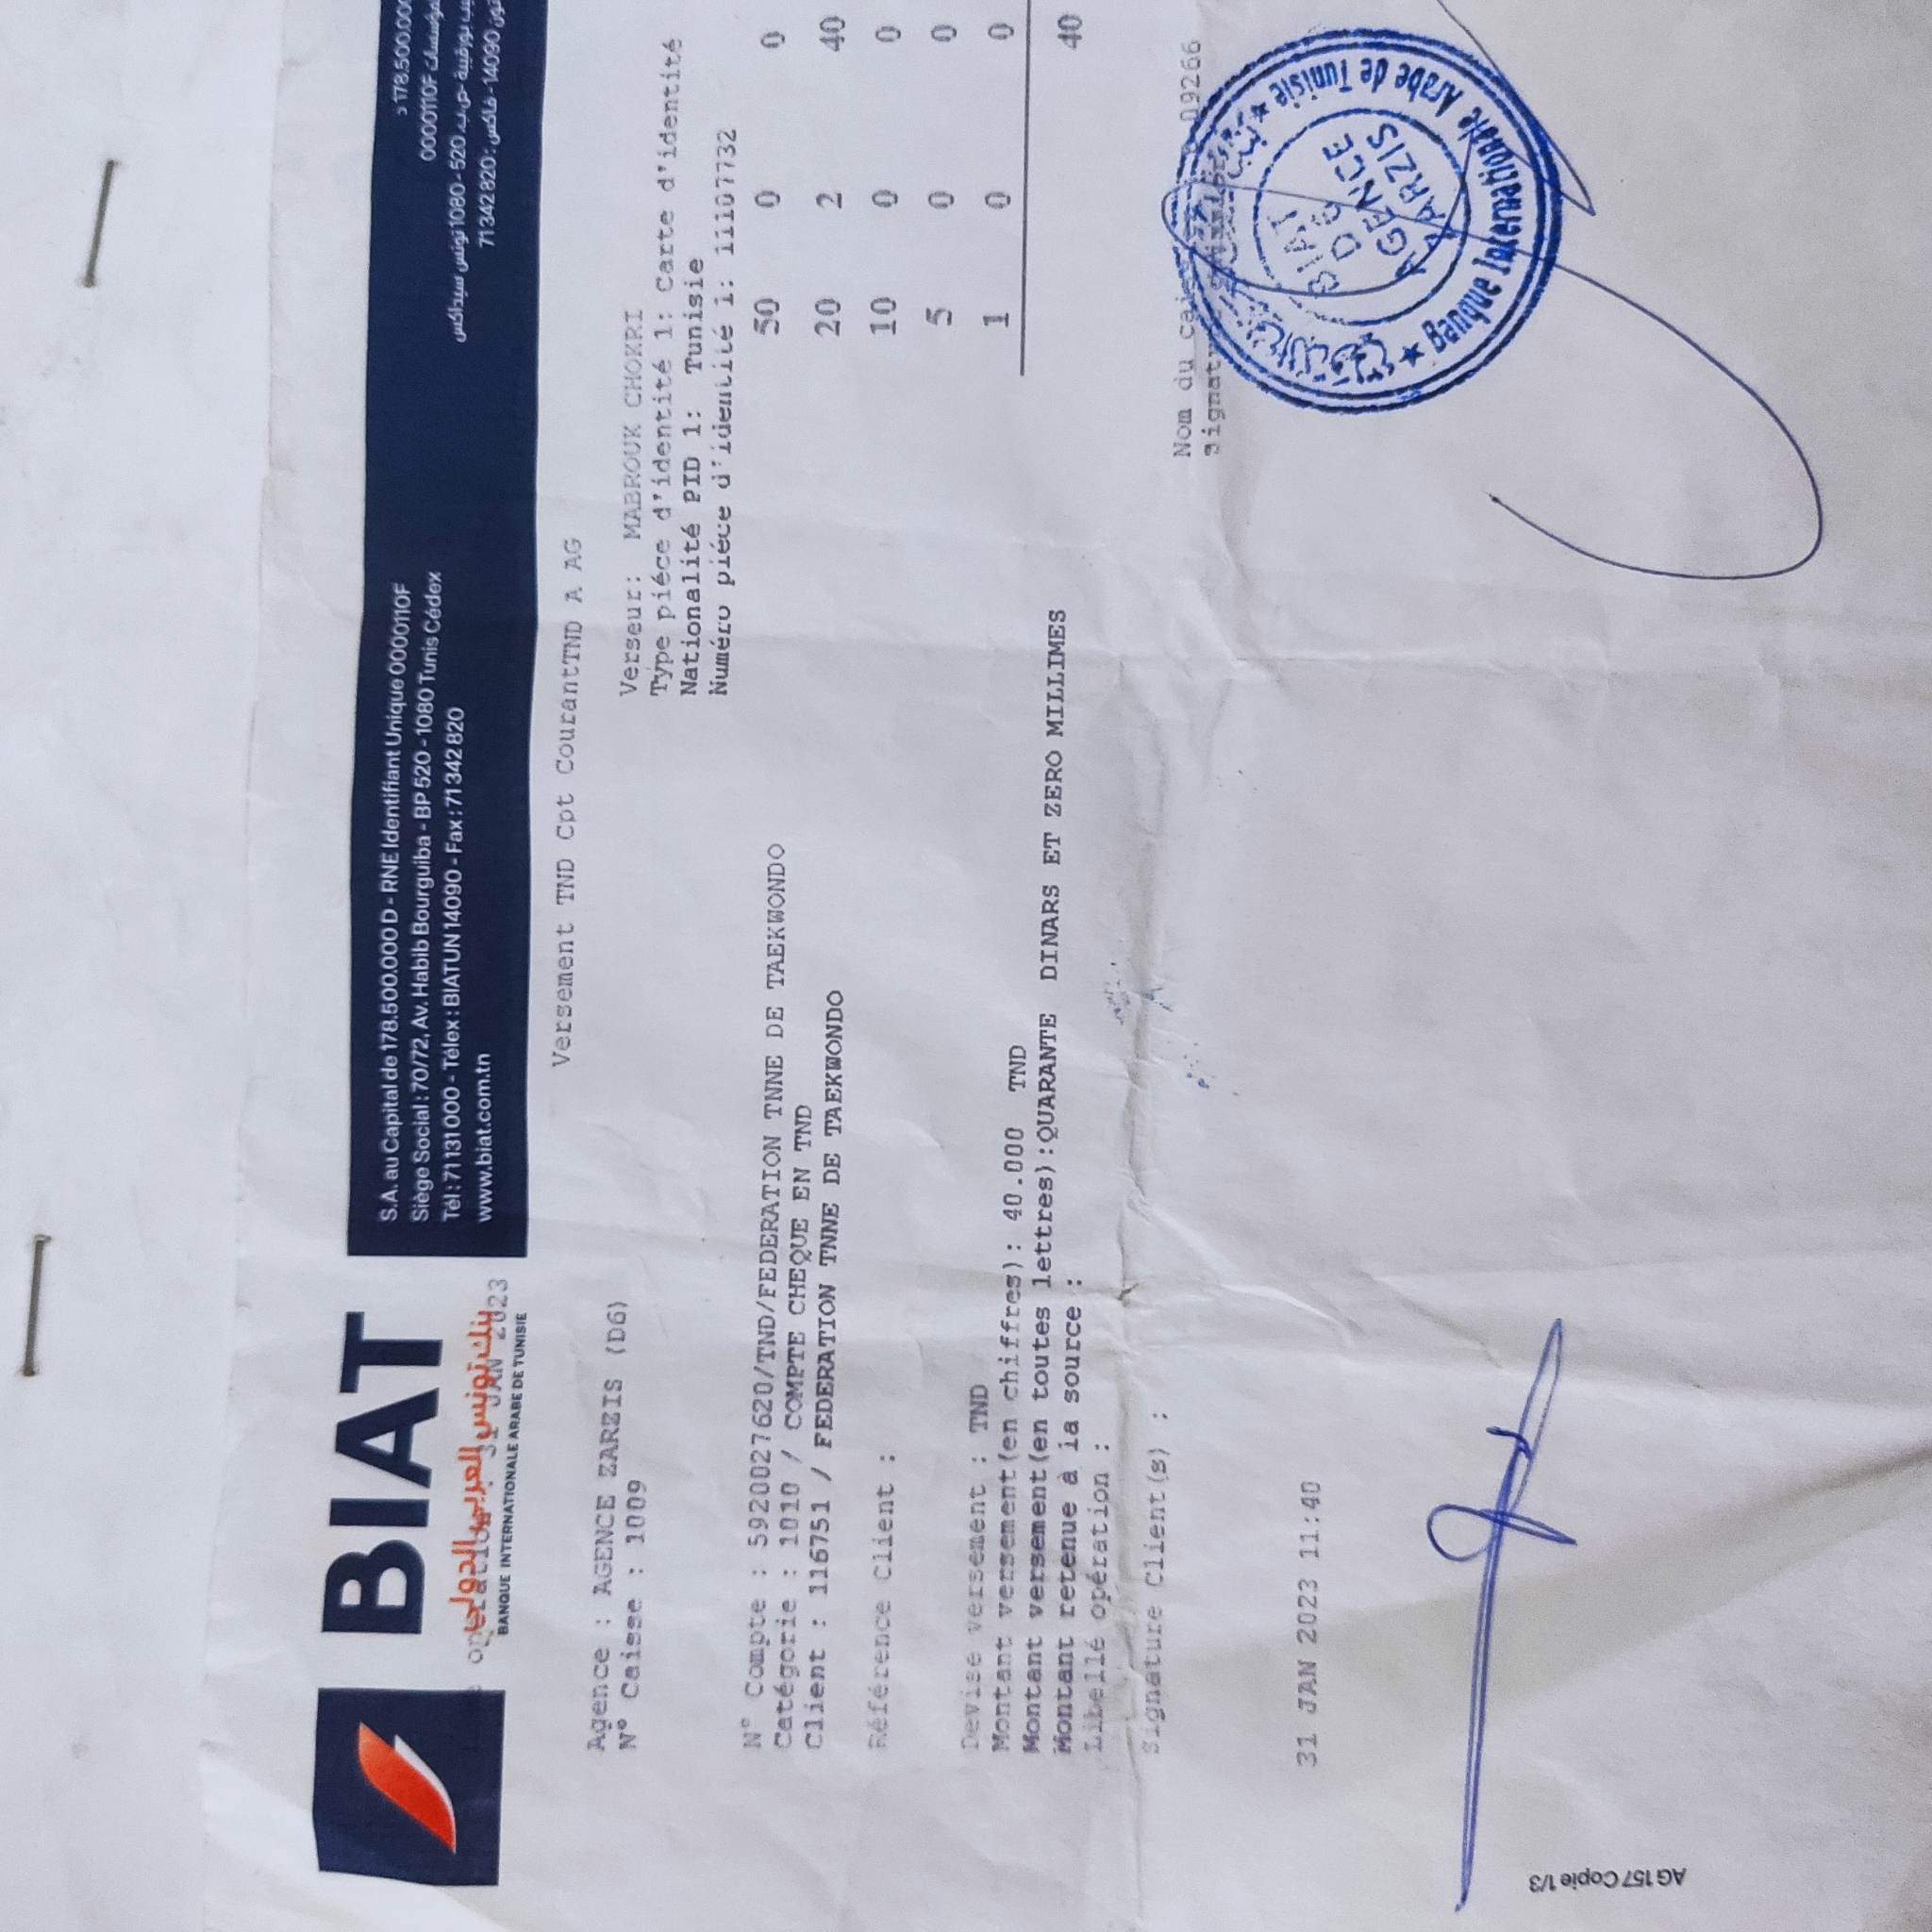 BIAT
بنك تونس العربي الدولي
BANQUE INTERNATIONALE ARABE DE TUNISIE
31 JAN 2023
S.A. au Capital de 178.500.000 D - RNE Identifiant Unique 0000110F
Siège Social : 70/72, Av. Habib Bourguiba - BP 520 - 1080 Tunis Cédex
Tél : 71 131 000 - Télex : BIATUN 14090 - Fax : 71 342 820
www.biat.com.tn
Versement TND Cpt CourantTND A AG
Agence : AGENCE ZARZIS (D6)
N° Caisse : 1009
Verseur: MABROUK CHOKRI
Type piéce d'identité 1: Carte d'identité
Nationalité PID 1: Tunisie
Numéro piéce d'identité 1: 11107732
N° Compte : 5920027620/TND/FEDERATION TNNE DE TAEKWONDO
Catégorie : 1010 / COMPTE CHEQUE EN TND
Client : 116751 / FEDERATION TNNE DE TAEKWONDO
Référence Client :
50 0 0
20 2 40
10 0 0
5 0 0
1 0 0
40
Devise versement : TND
Montant versement(en chiffres): 40.000 TND
Montant versement(en toutes lettres):QUARANTE DINARS ET ZERO MILLIMES
Montant retenue à la source :
Libellé opération :
Signature Client(s) :
Nom du 09266
31 JAN 2023 11:40
Banque Internationale Arabe de Tunisie
BIAT
D6
AGENCE
ZARZIS
AG 157 Copie 1/3